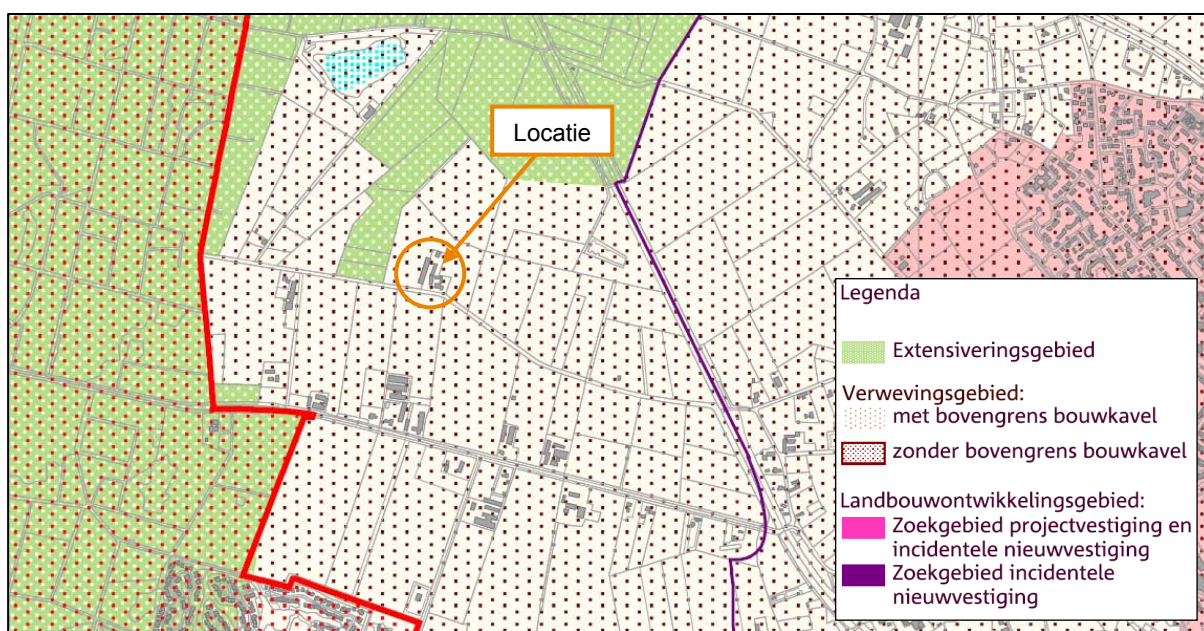 Locatie
Legenda
Extensiveringsgebied
Verwevingsgebied:
met bovengrens bouwkavel
zonder bovengrens bouwkavel
Landbouwontwikkelingsgebied:
Zoekgebied projectvestiging en
incidentele nieuwvestiging
Zoekgebied incidentele
nieuwvestiging